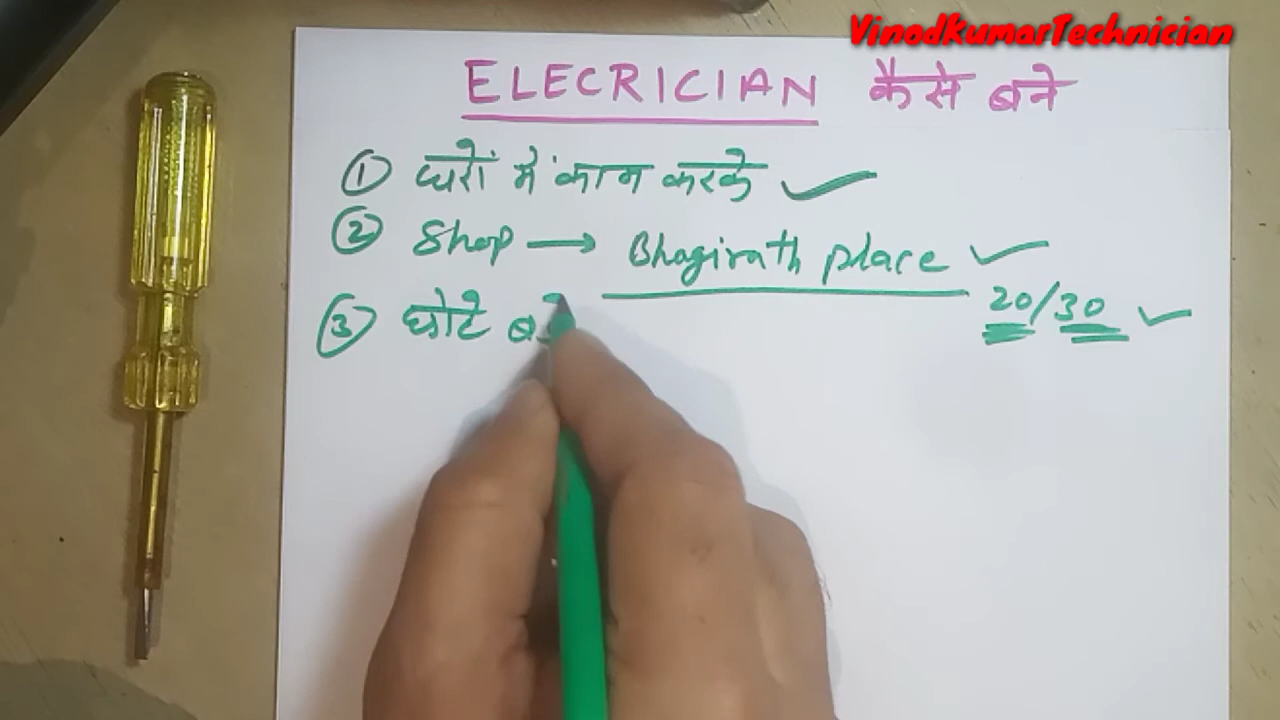 VinodkumarTechnician
ELECRICIAN कैसे बने
① घरों में काम करके
② Shop → Bhagirath place
20/30
③ छोटे